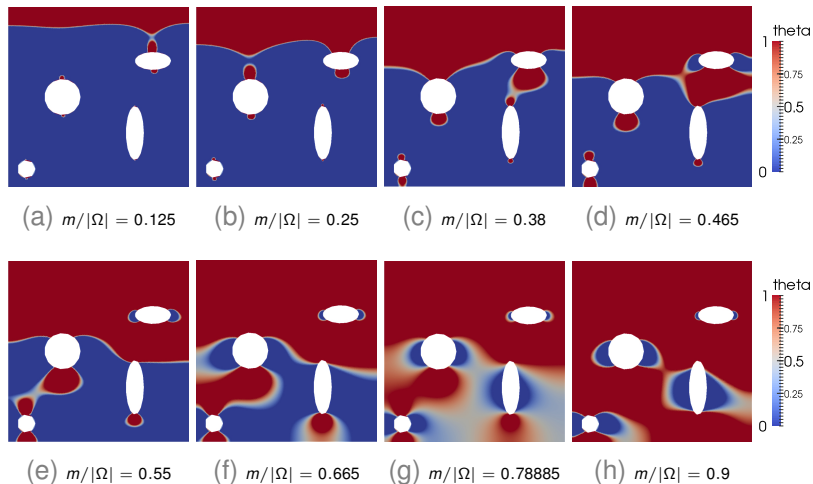 theta
1
0.75
0.5
0.25
0
(a) m/|Ω| = 0.125
(b) m/|Ω| = 0.25
(c) m/|Ω| = 0.38
(d) m/|Ω| = 0.465
theta
1
0.75
0.5
0.25
0
(e) m/|Ω| = 0.55
(f) m/|Ω| = 0.665
(g) m/|Ω| = 0.78885
(h) m/|Ω| = 0.9